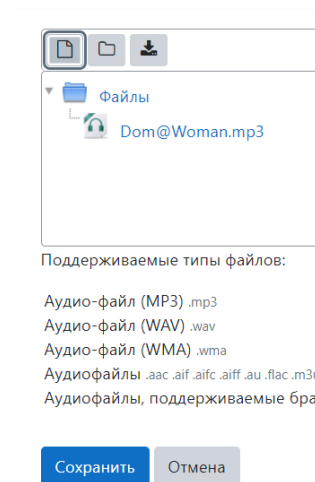 Файлы
Dom@Woman.mp3
Поддерживаемые типы файлов:
Аудио-файл (MP3) .mp3
Аудио-файл (WAV) .wav
Аудио-файл (WMA) .wma
Аудиофайлы .aac .aif .aifc .aiff .au .flac
Аудиофайлы, поддерживаемые
Сохранить Отмена